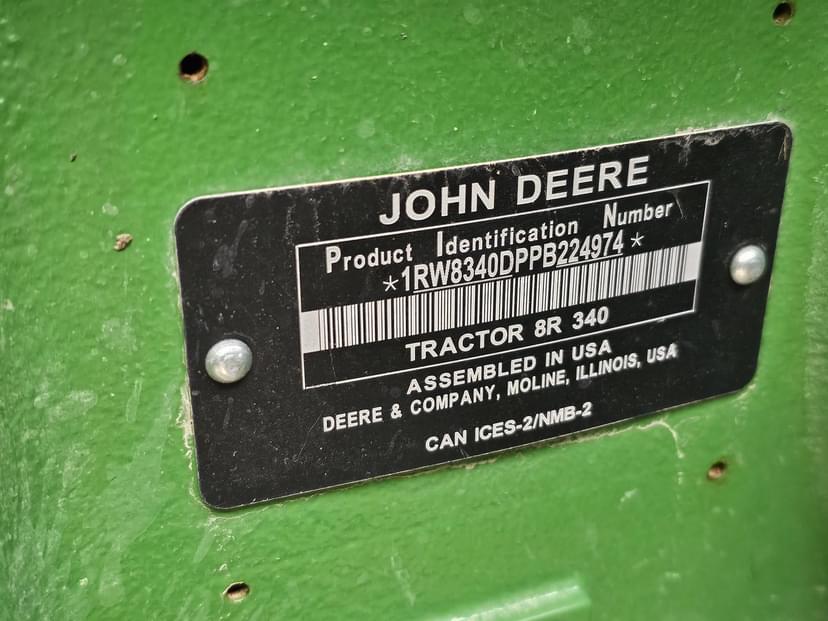 JOHN DEERE
Product Identification Number
*1RW8340DPPB224974*
TRACTOR 8R 340
ASSEMBLED IN USA
DEERE & COMPANY, MOLINE, ILLINOIS, USA
CAN ICES-2/NMB-2